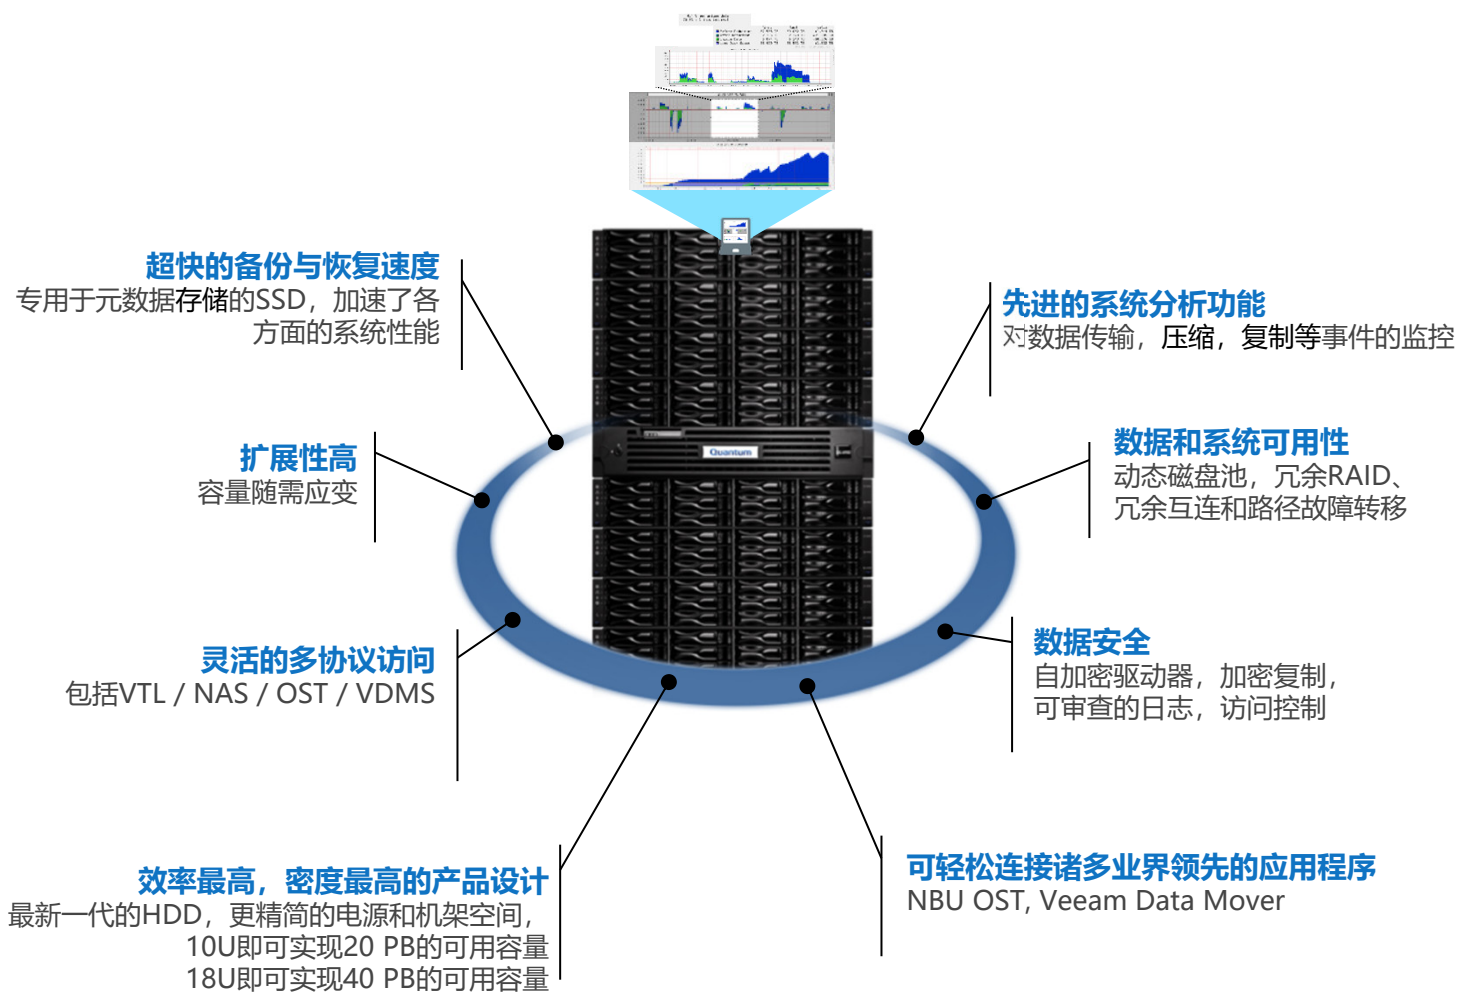 超快的备份与恢复速度
专用于元数据存储的SSD，加速了各
方面的系统性能
扩展性高
容量随需应变
灵活的多协议访问
包括VTL / NAS / OST / VDMS
效率最高，密度最高的产品设计
最新一代的HDD，更精简的电源和机架空间，
10U即可实现20 PB的可用容量
18U即可实现40 PB的可用容量
Quantum
先进的系统分析功能
对数据传输，压缩，复制等事件的监控
数据和系统可用性
动态磁盘池，冗余RAID、
冗余互连和路径故障转移
数据安全
自加密驱动器，加密复制，
可审查的日志，访问控制
可轻松连接诸多业界领先的应用程序
NBU OST, Veeam Data Mover